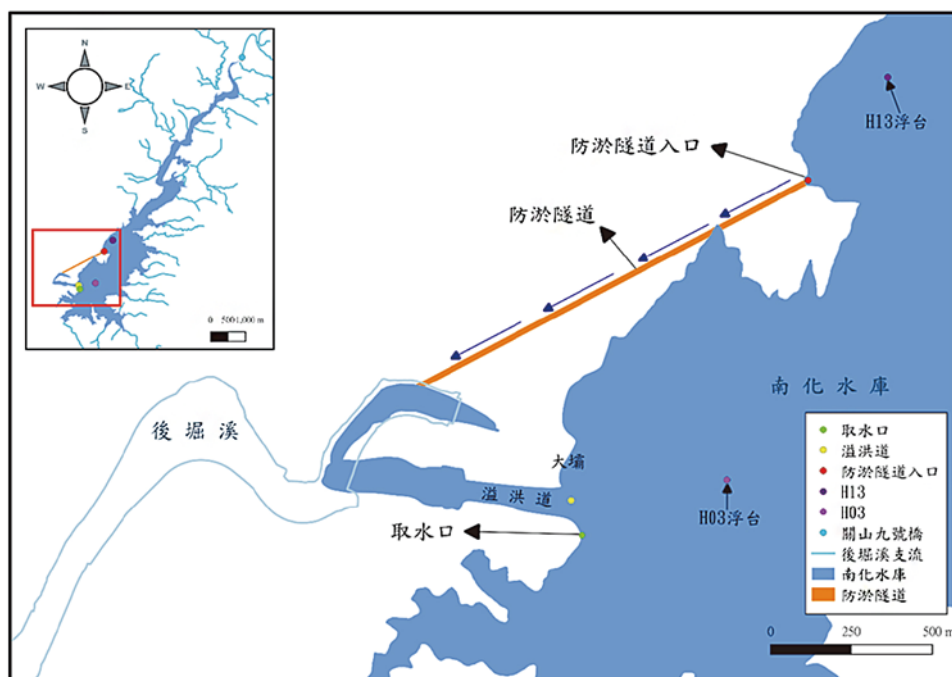 N
W
E
S
0 5001,000 m
H13浮台
防淤隧道入口
防淤隧道
南化水庫
後堀溪
大壩
溢洪道
取水口
H03浮台
取水口
溢洪道
防淤隧道入口
H13
H03
關山九號橋
後堀溪支流
南化水庫
防淤隧道
0 250 500 m